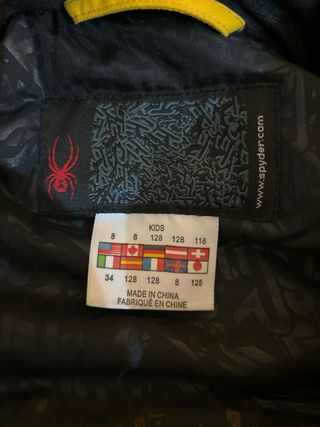 www.spyder.com
KIDS
8 8 128 128 116
34 128 128 8 125
MADE IN CHINA
FABRIQUÉ EN CHINE